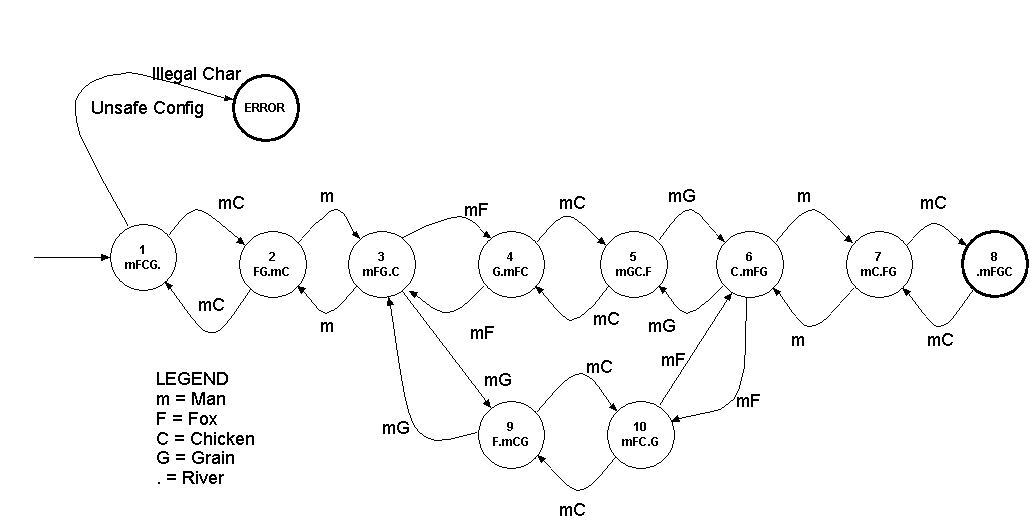 Illegal Char
Unsafe Config
ERROR
mC
m
mF
mC
mG
m
mC
1
mFCG.
2
FG.mC
3
mFG.C
4
G.mFC
5
mGC.F
6
C.mFG
7
mC.FG
8
.mFGC
mC
m
mF
mC
mG
m
mC
mG
mC
mF
mF
mG
9
F.mCG
10
mFC.G
mC
LEGEND
m = Man
F = Fox
C = Chicken
G = Grain
. = River